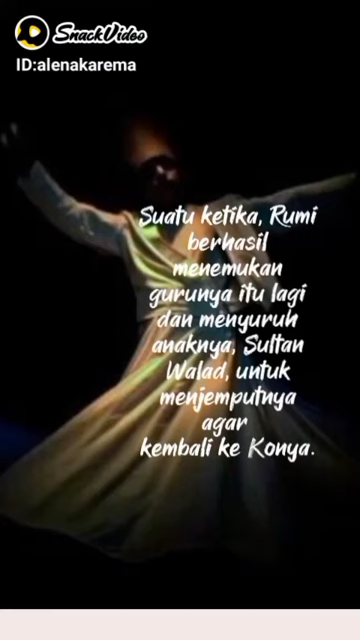 SnackVideo
ID:alenakarema
Suatu ketika, Rumi
berhasil
menemukan
gurunya itu lagi
dan menyuruh
anaknya, Sultan
Walad, untuk
menjemputnya
agar
kembali ke Konya.